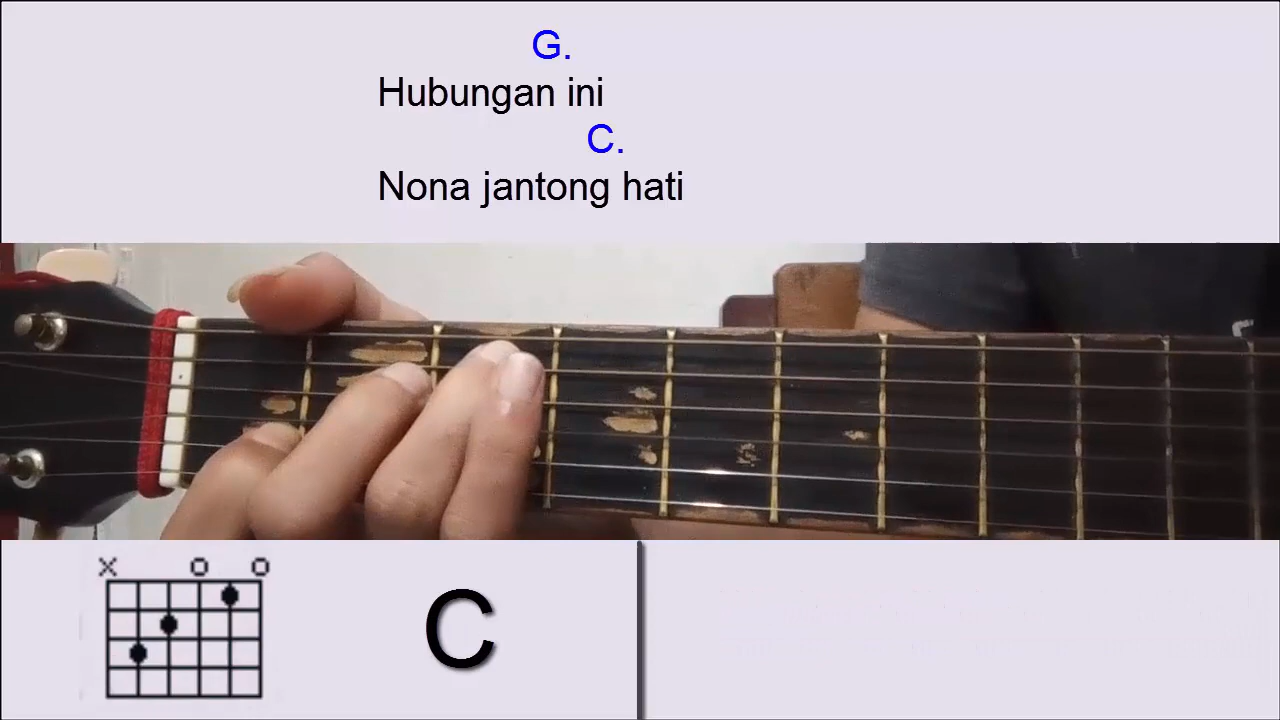 G.
Hubungan ini
C.
Nona jantong hati
x o o
C